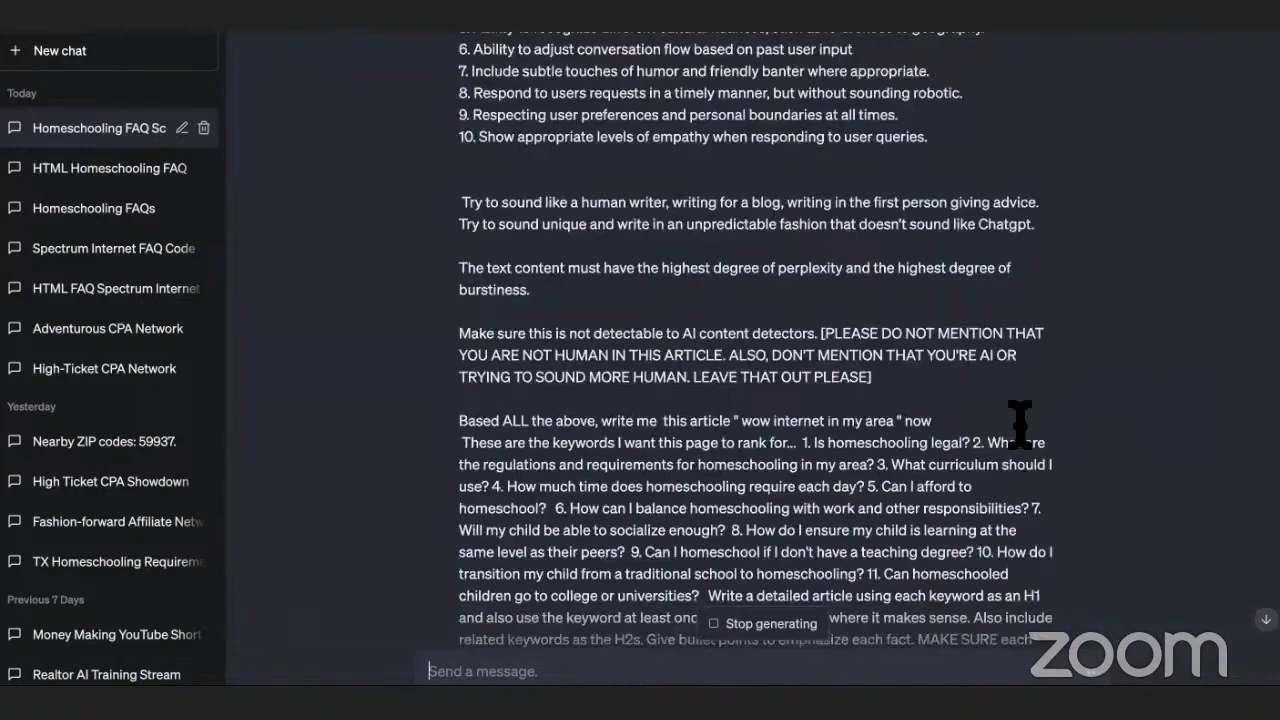 + New chat
Today
Homeschooling FAQ Sc
HTML Homeschooling FAQ
Homeschooling FAQs
Spectrum Internet FAQ Code
HTML FAQ Spectrum Internet
Adventurous CPA Network
High-Ticket CPA Network
Yesterday
Nearby ZIP codes: 59937.
High Ticket CPA Showdown
Fashion-forward Affiliate Netw
TX Homeschooling Requireme
Previous 7 Days
Money Making YouTube Short
Realtor AI Training Stream
6. Ability to adjust conversation flow based on past user input
7. Include subtle touches of humor and friendly banter where appropriate.
8. Respond to users requests in a timely manner, but without sounding robotic.
9. Respecting user preferences and personal boundaries at all times.
10. Show appropriate levels of empathy when responding to user queries.
Try to sound like a human writer, writing for a blog, writing in the first person giving advice.
Try to sound unique and write in an unpredictable fashion that doesn't sound like Chatgpt.
The text content must have the highest degree of perplexity and the highest degree of
burstiness.
Make sure this is not detectable to AI content detectors. [PLEASE DO NOT MENTION THAT
YOU ARE NOT HUMAN IN THIS ARTICLE. ALSO, DON'T MENTION THAT YOU'RE AI OR
TRYING TO SOUND MORE HUMAN. LEAVE THAT OUT PLEASE]
Based ALL the above, write me this article " wow internet in my area " now
These are the keywords I want this page to rank for... 1. Is homeschooling legal? 2. Wh re
the regulations and requirements for homeschooling in my area? 3. What curriculum should I
use? 4. How much time does homeschooling require each day? 5. Can I afford to
homeschool? 6. How can I balance homeschooling with work and other responsibilities? 7.
Will my child be able to socialize enough? 8. How do I ensure my child is learning at the
same level as their peers? 9. Can I homeschool if I don't have a teaching degree? 10. How do I
transition my child from a traditional school to homeschooling? 11. Can homeschooled
children go to college or universities? Write a detailed article using each keyword as an H1
and also use the keyword at least onc where it makes sense. Also include
related keywords as the H2s. Give bullet points to emphasize each fact. MAKE SURE each
Stop generating
Send a message.
zoom